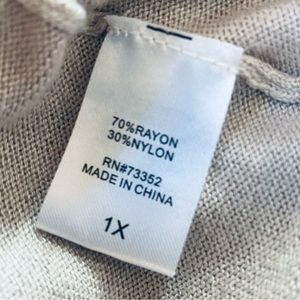 70%RAYON
30%NYLON
RN#73352
MADE IN CHINA
1X